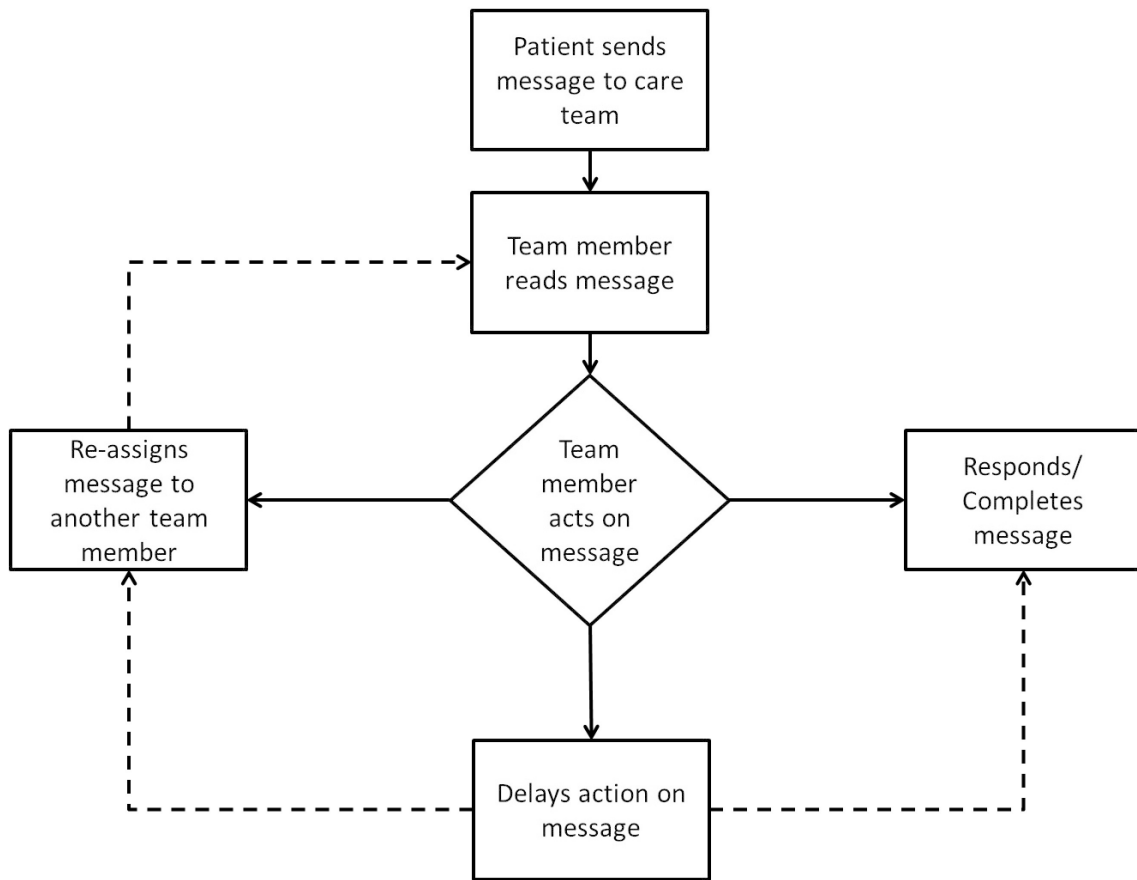 Patient sends
message to care
team
Team member
reads message
Re-assigns
message to
another team
member
Team
member
acts on
message
Responds/
Completes
message
Delays action on
message